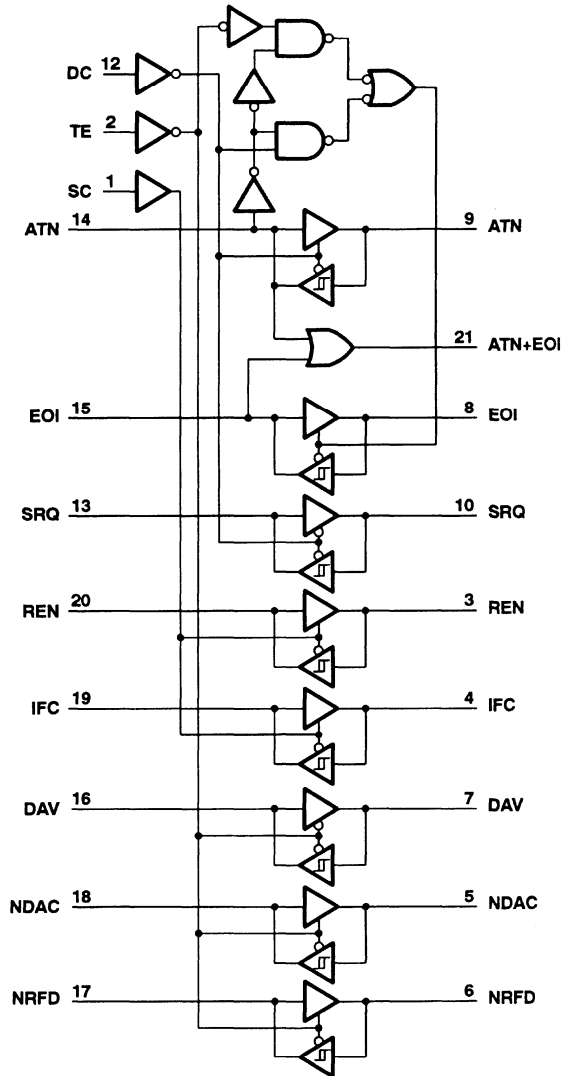 DC 12
TE 2
SC 1
ATN 14 9 ATN
21 ATN+EOI
EOI 15 8 EOI
SRQ 13 10 SRQ
REN 20 3 REN
IFC 19 4 IFC
DAV 16 7 DAV
NDAC 18 5 NDAC
NRFD 17 6 NRFD